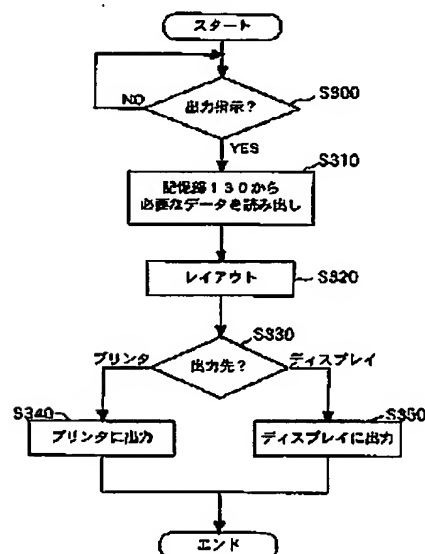 スタート
出力指示?
S300
NO
YES
S310
記憶部130から
必要なデータを読み出し
レイアウト
S320
S330
プリンタ
出力先?
ディスプレイ
S340
S350
プリンタに出力
ディスプレイに出力
エンド